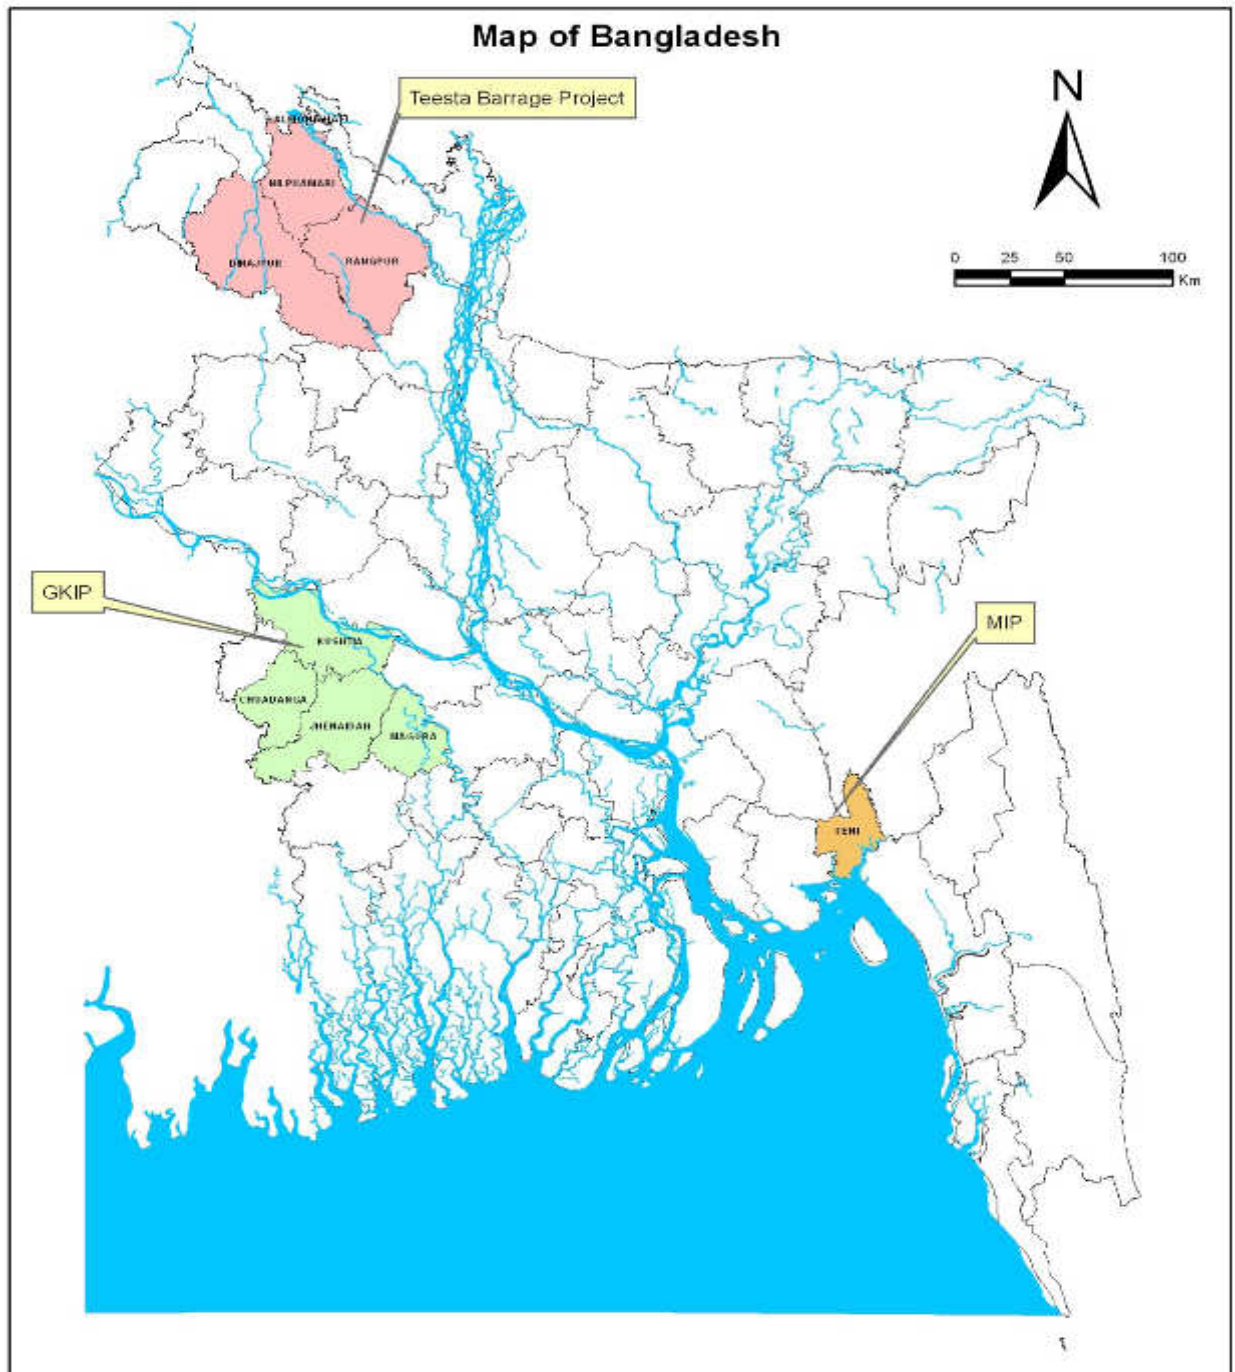 Map of Bangladesh
N
Teesta Barrage Project
LALMONIRHAT
NILPHAMARI
DINAJPUR
RANGPUR
0 25 50 100
Km
GKIP
MIP
KUSHTIA
CHUADANGA
JHENAIDAH
MAGURA
FENI